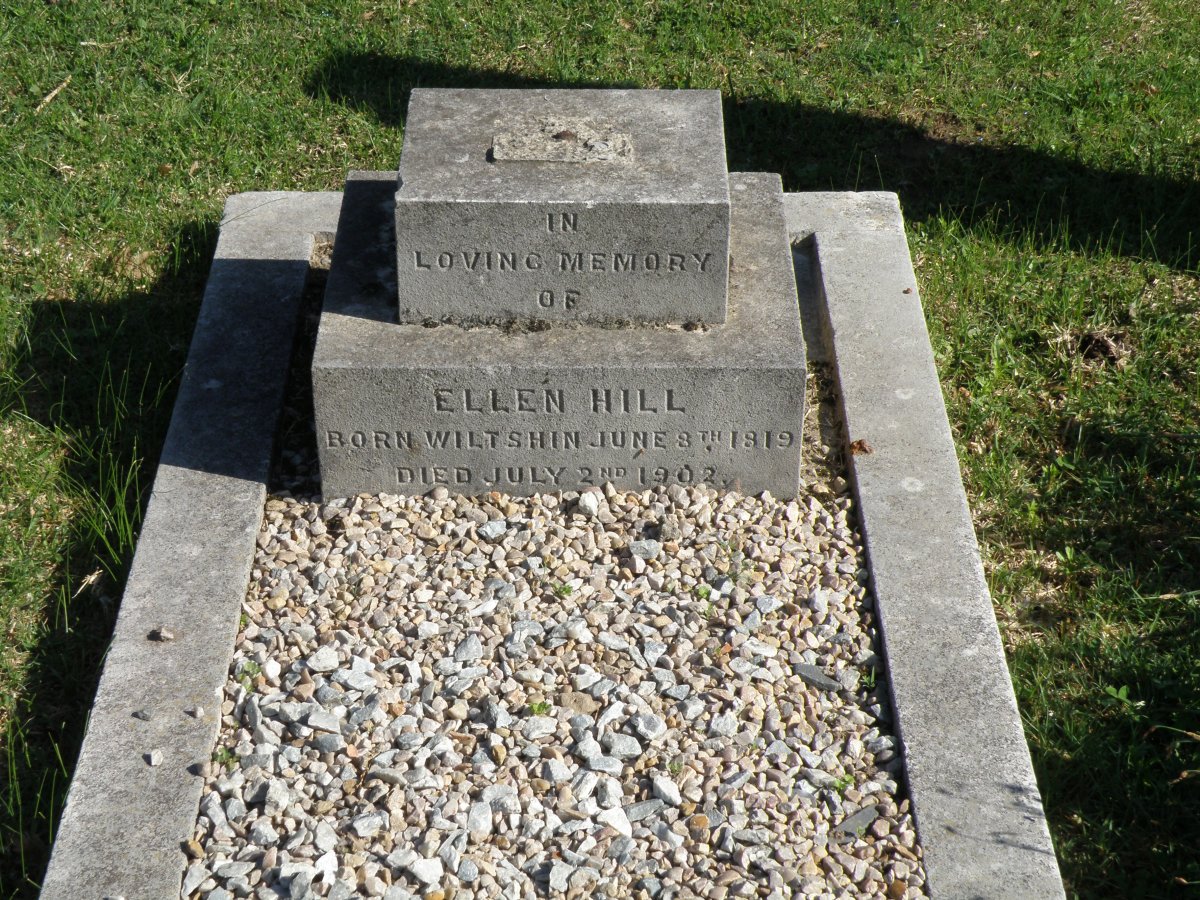 IN
LOVING MEMORY
OF
ELLEN HILL
BORN WILTSHIN JUNE 8TH 1819
DIED JULY 2ND 1902.